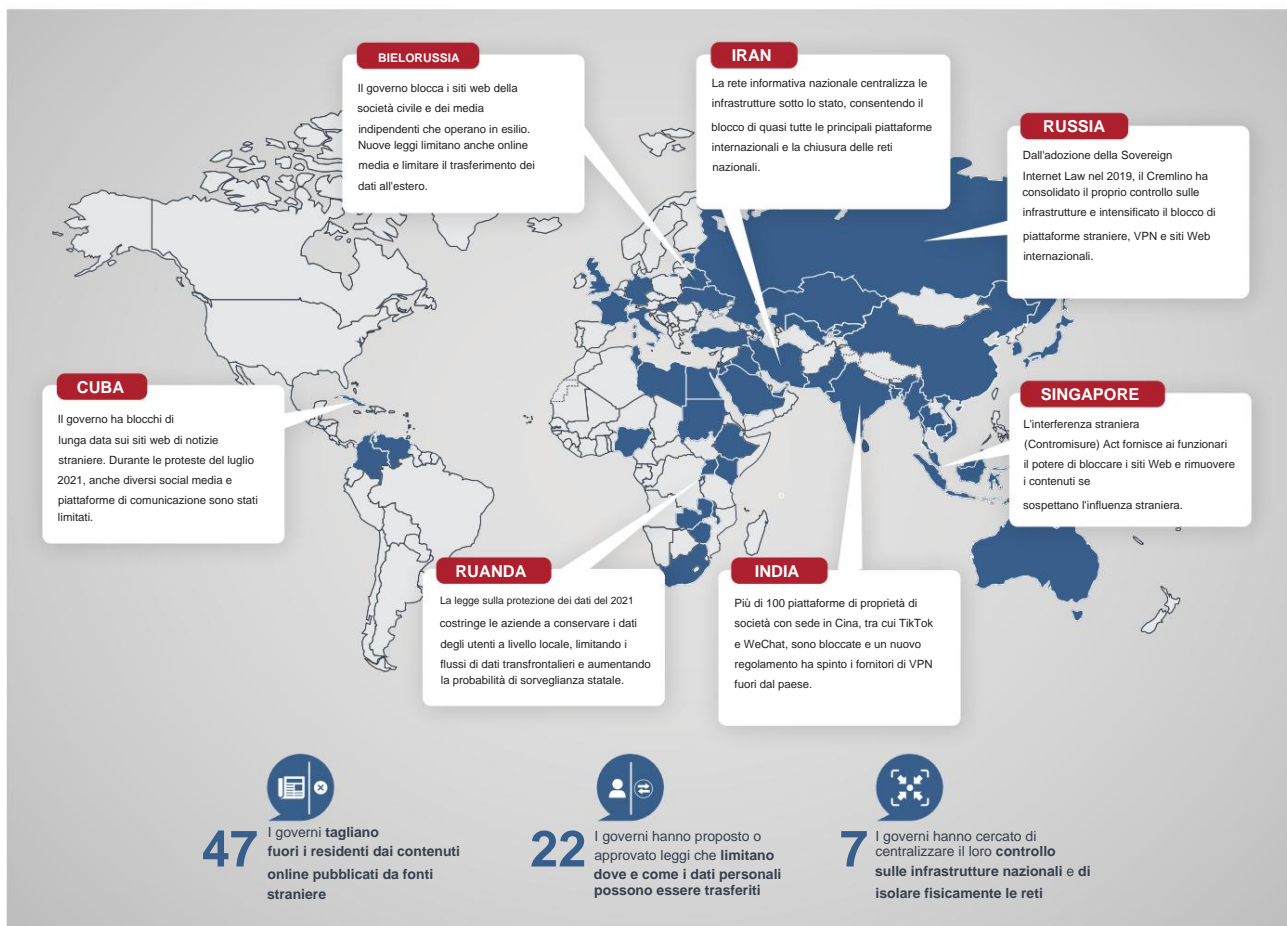 BIELORUSSIA
Il governo blocca i siti web della
società civile e dei media
indipendenti che operano in esilio.
Nuove leggi limitano anche online
media e limitare il trasferimento dei
dati all'estero.
IRAN
La rete informativa nazionale centralizza le
infrastrutture sotto lo stato, consentendo il
blocco di quasi tutte le principali piattaforme
internazionali e la chiusura delle reti
nazionali.
RUSSIA
Dall'adozione della Sovereign
Internet Law nel 2019, il Cremlino ha
consolidato il proprio controllo sulle
infrastrutture e intensificato il blocco di
piattaforme straniere, VPN e siti Web
internazionali.
CUBA
Il governo ha blocchi di
lunga data sui siti web di notizie
straniere. Durante le proteste del luglio
2021, anche diversi social media e
piattaforme di comunicazione sono stati
limitati.
SINGAPORE
L'interferenza straniera
(Contromisure) Act fornisce ai funzionari
il potere di bloccare i siti Web e rimuovere
i contenuti se
sospettano l'influenza straniera.
RUANDA
La legge sulla protezione dei dati del 2021
costringe le aziende a conservare i dati
degli utenti a livello locale, limitando i
flussi di dati transfrontalieri e aumentando
la probabilità di sorveglianza statale.
INDIA
Più di 100 piattaforme di proprietà di
società con sede in Cina, tra cui TikTok
e WeChat, sono bloccate e un nuovo
regolamento ha spinto i fornitori di VPN
fuori dal paese.
47
I governi tagliano
fuori i residenti dai contenuti
online pubblicati da fonti
straniere
22
I governi hanno proposto o
approvato leggi che limitano
dove e come i dati personali
possono essere trasferiti
7
I governi hanno cercato di
centralizzare il loro controllo
sulle infrastrutture nazionali e di
isolare fisicamente le reti